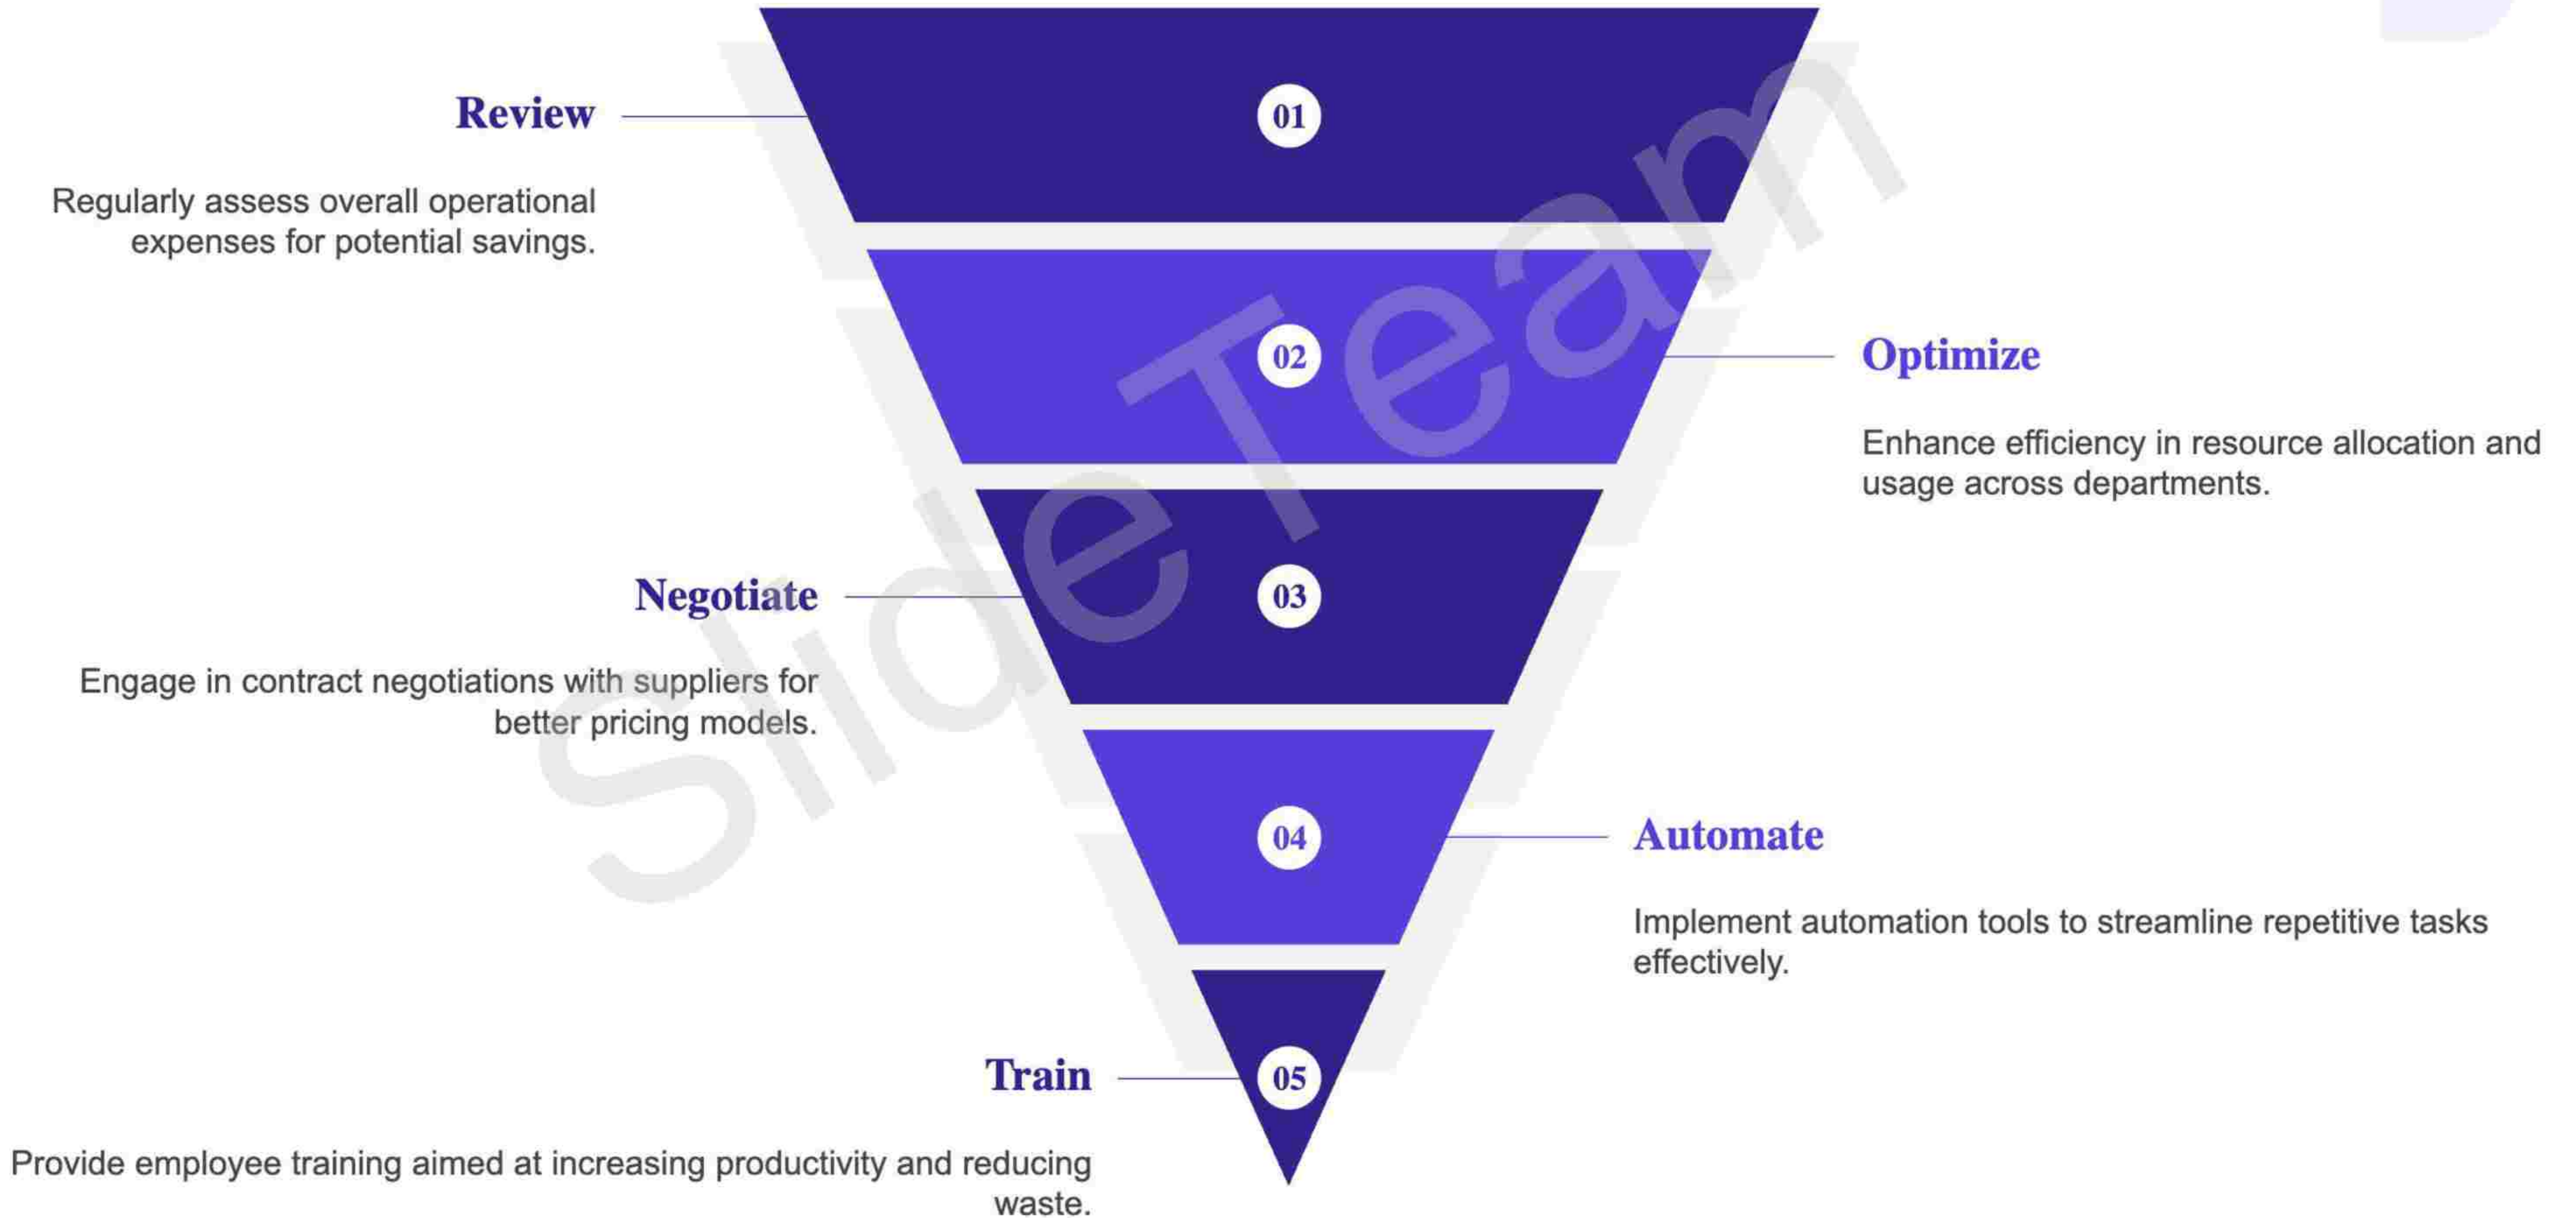 01
Review
Regularly assess overall operational
expenses for potential savings.
02
Optimize
Enhance efficiency in resource allocation and
usage across departments.
03
Negotiate
Engage in contract negotiations with suppliers for
better pricing models.
04
Automate
Implement automation tools to streamline repetitive tasks
effectively.
05
Train
Provide employee training aimed at increasing productivity and reducing
waste.
SlideTeam